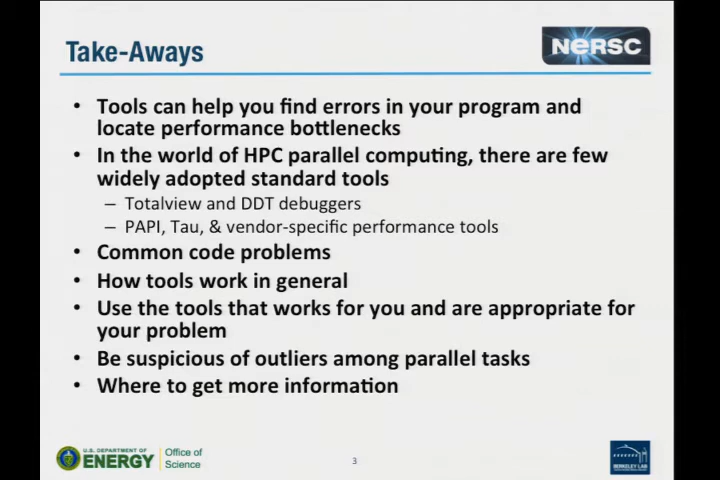 Take-Aways
NERSC
• Tools can help you find errors in your program and
locate performance bottlenecks
• In the world of HPC parallel computing, there are few
widely adopted standard tools
– Totalview and DDT debuggers
– PAPI, Tau, & vendor-specific performance tools
• Common code problems
• How tools work in general
• Use the tools that works for you and are appropriate for
your problem
• Be suspicious of outliers among parallel tasks
• Where to get more information
U.S. DEPARTMENT OF
ENERGY
Office of
Science
3
BERKELEY LAB